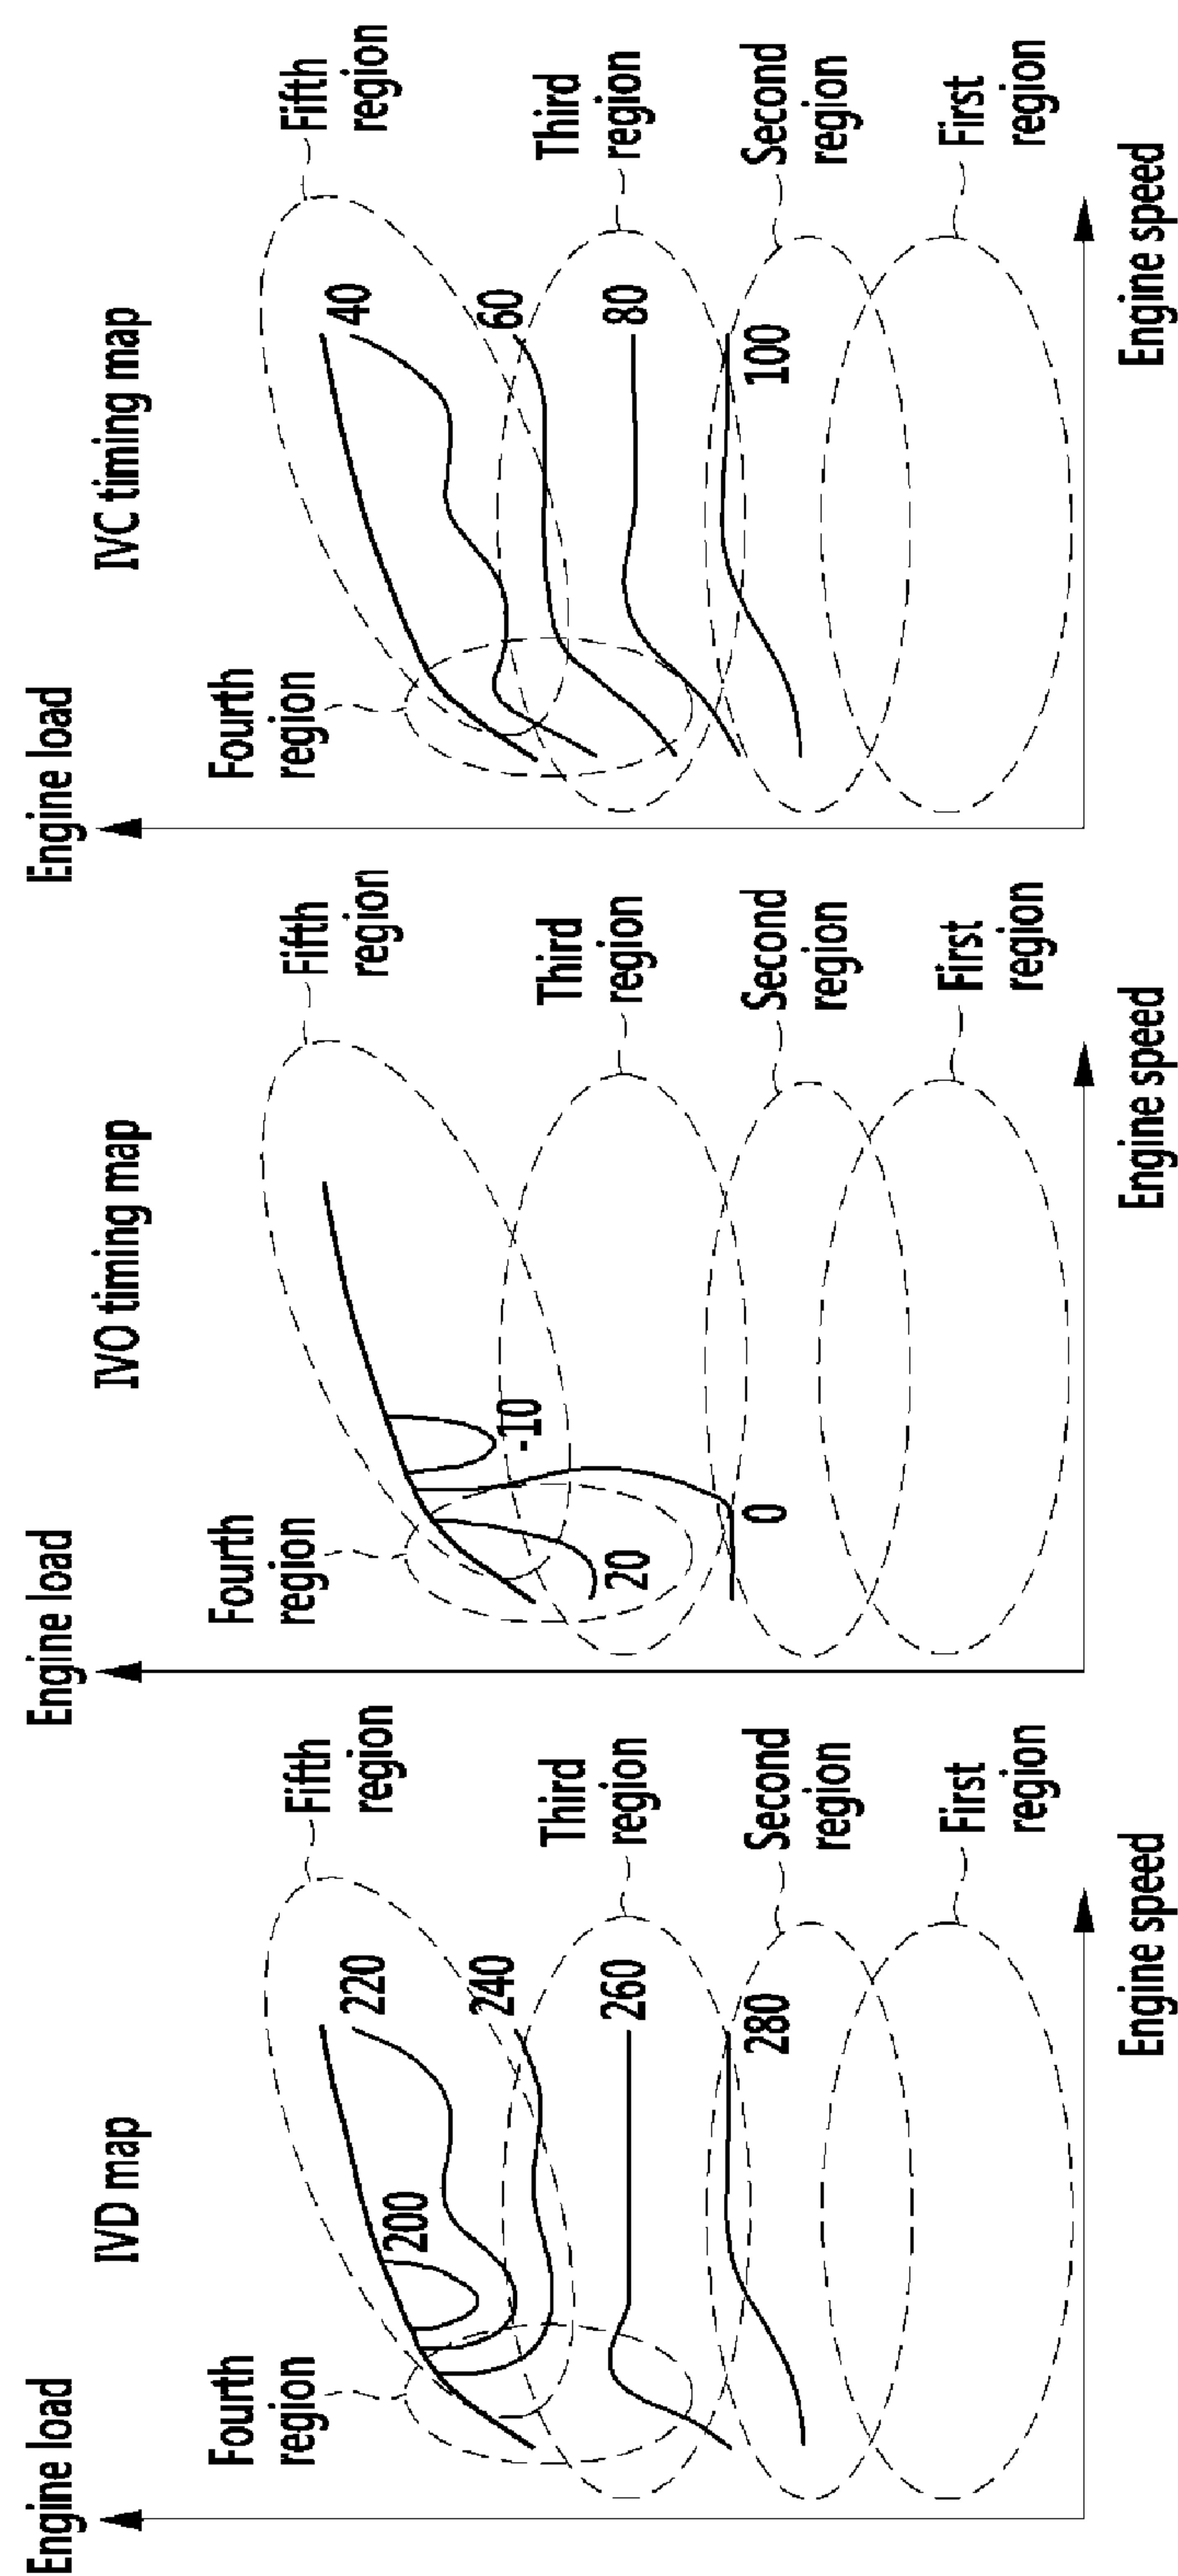 IVD map
Engine load
Fourth
region
200
220
240
260
280
Fifth
region
Third
region
Second
region
First
region
Engine speed
IVO timing map
Engine load
Fourth
region
-10
20
0
Fifth
region
Third
region
Second
region
First
region
Engine speed
IVC timing map
Engine load
Fourth
region
40
60
80
100
Fifth
region
Third
region
Second
region
First
region
Engine speed